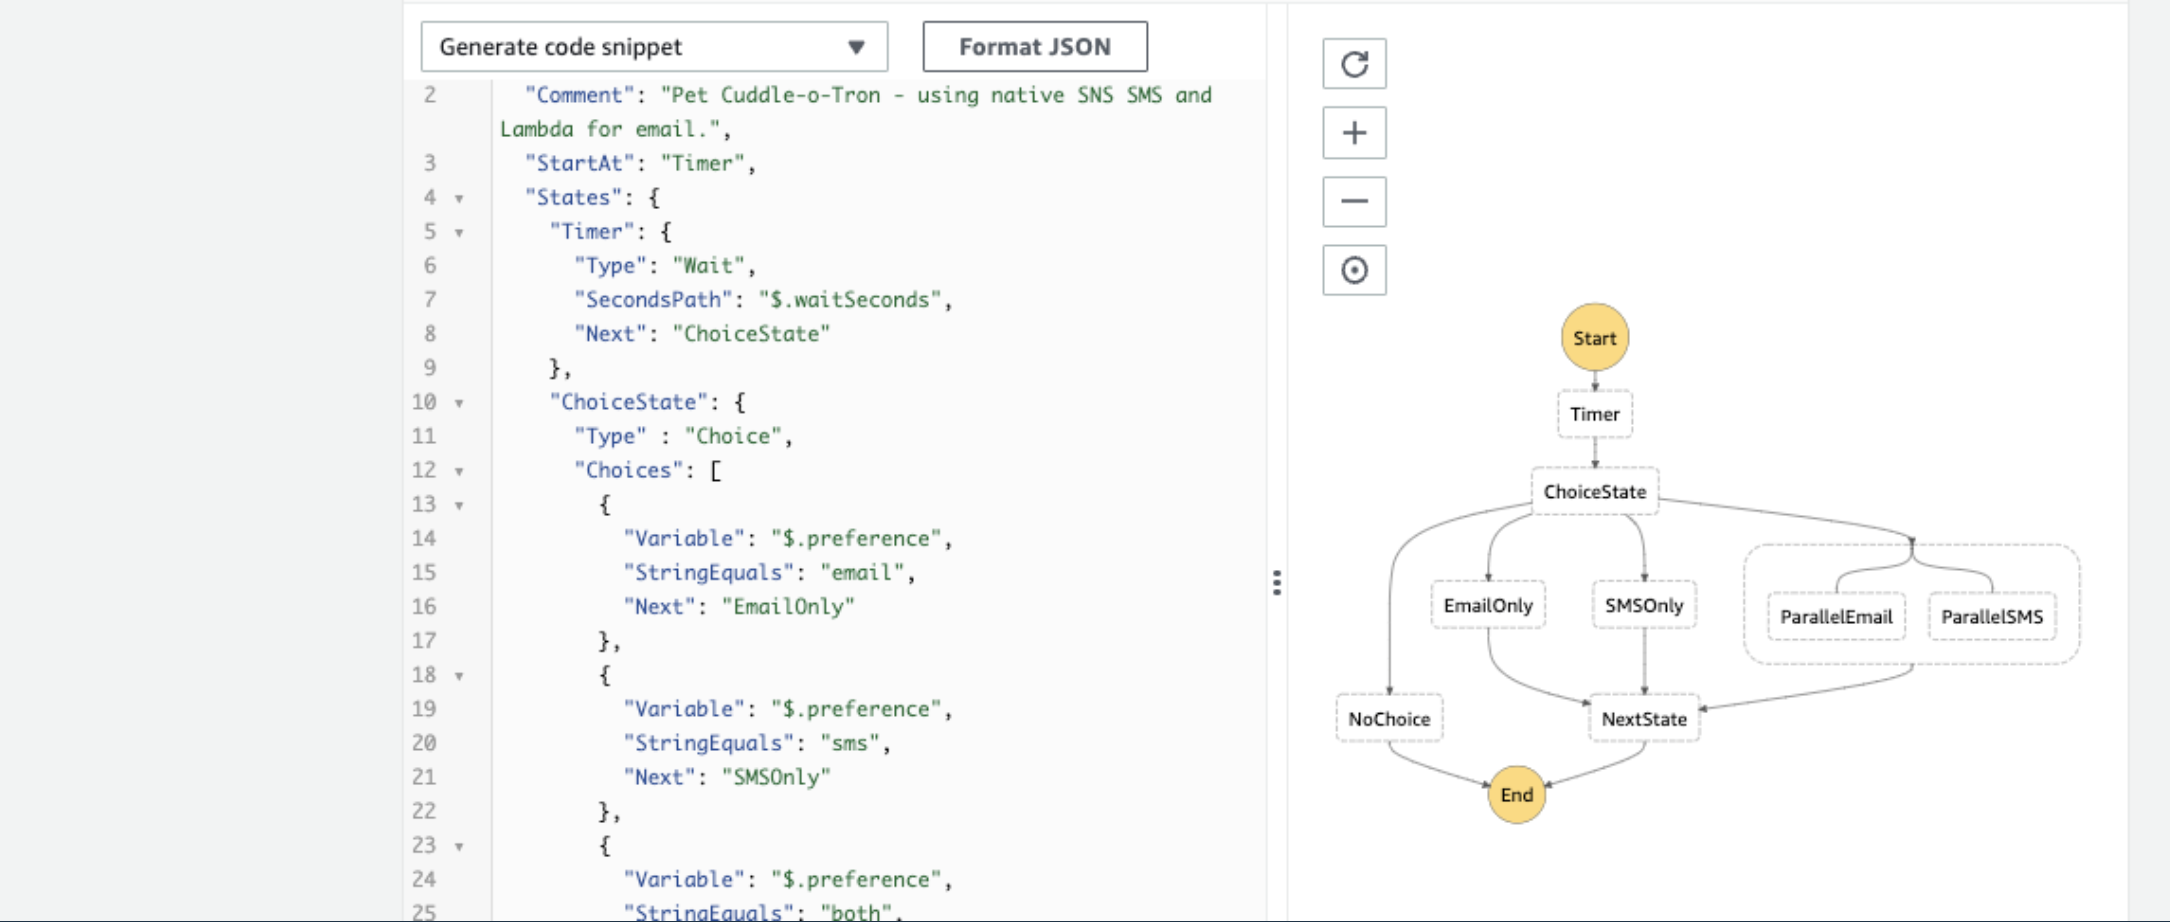 Generate code snippet
Format JSON
2 "Comment": "Pet Cuddle-o-Tron - using native SNS SMS and
Lambda for email.",
3 "StartAt": "Timer",
4 "States": {
5 "Timer": {
6 "Type": "Wait",
7 "SecondsPath": "$.waitSeconds",
8 "Next": "ChoiceState"
9 },
10 "ChoiceState": {
11 "Type" : "Choice",
12 "Choices": [
13 {
14 "Variable": "$.preference",
15 "StringEquals": "email",
16 "Next": "EmailOnly"
17 },
18 {
19 "Variable": "$.preference",
20 "StringEquals": "sms",
21 "Next": "SMSOnly"
22 },
23 {
24 "Variable": "$.preference",
25 "StringEquals": "both",
Start
Timer
ChoiceState
EmailOnly
SMSOnly
ParallelEmail
ParallelSMS
NoChoice
NextState
End